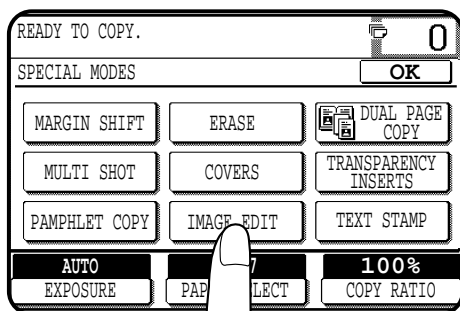 READY TO COPY.
0
SPECIAL MODES
OK
MARGIN SHIFT
ERASE
DUAL PAGE
COPY
MULTI SHOT
COVERS
TRANSPARENCY
INSERTS
PAMPHLET COPY
IMAGE EDIT
TEXT STAMP
AUTO
100%
EXPOSURE
COPY RATIO